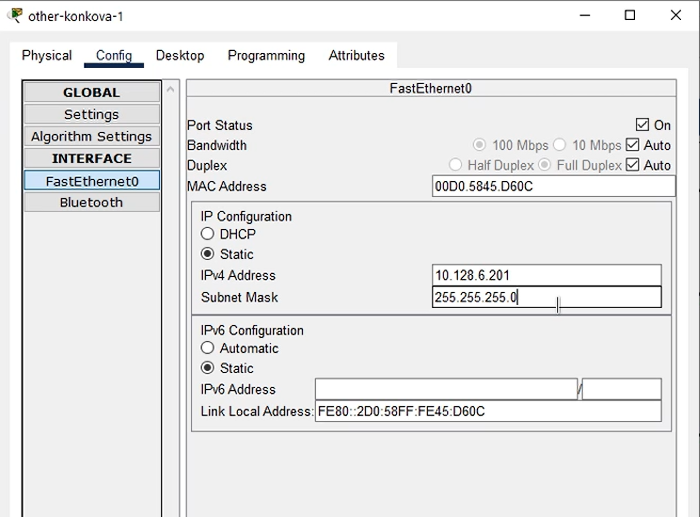 other-konkova-1
Physical Config Desktop Programming Attributes
GLOBAL
Settings
Algorithm Settings
INTERFACE
FastEthernet0
Bluetooth
FastEthernet0
Port Status On
Bandwidth 100 Mbps 10 Mbps Auto
Duplex Half Duplex Full Duplex Auto
MAC Address 00D0.5845.D60C
IP Configuration
DHCP
Static
IPv4 Address 10.128.6.201
Subnet Mask 255.255.255.0
IPv6 Configuration
Automatic
Static
IPv6 Address /
Link Local Address: FE80::2D0:58FF:FE45:D60C